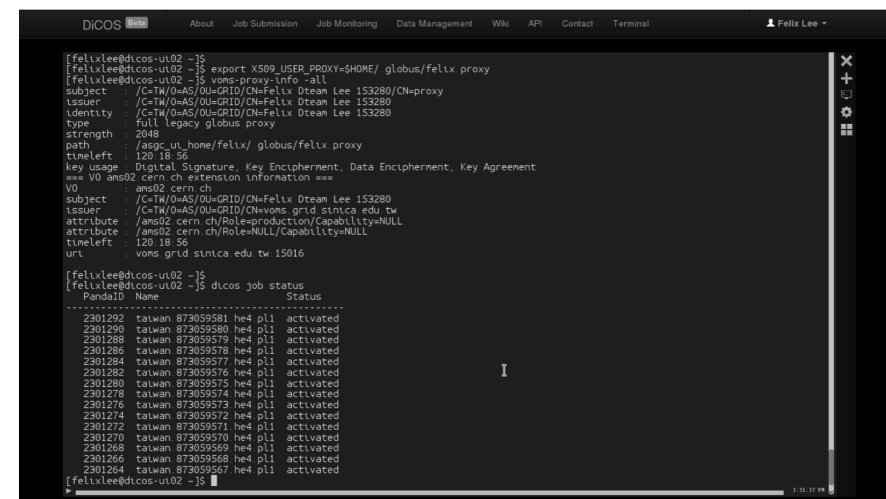 DiCOS Beta About Job Submission Job Monitoring Data Management Wiki API Contact Terminal Felix Lee
[felixlee@dicos-ui02 ~]$
[felixlee@dicos-ui02 ~]$ export X509_USER_PROXY=$HOME/.globus/felix.proxy
[felixlee@dicos-ui02 ~]$ voms-proxy-info -all
subject : /C=TW/O=AS/OU=GRID/CN=Felix Dteam Lee 153280/CN=proxy
issuer : /C=TW/O=AS/OU=GRID/CN=Felix Dteam Lee 153280
identity : /C=TW/O=AS/OU=GRID/CN=Felix Dteam Lee 153280
type : full legacy globus proxy
strength : 2048
path : /asgc_ui_home/felix/.globus/felix.proxy
timeleft : 120:18:56
key usage : Digital Signature, Key Encipherment, Data Encipherment, Key Agreement
=== VO ams02.cern.ch extension information ===
VO : ams02.cern.ch
subject : /C=TW/O=AS/OU=GRID/CN=Felix Dteam Lee 153280
issuer : /C=TW/O=AS/OU=GRID/CN=voms.grid.sinica.edu.tw
attribute : /ams02.cern.ch/Role=production/Capability=NULL
attribute : /ams02.cern.ch/Role=NULL/Capability=NULL
timeleft : 120:18:56
uri : voms.grid.sinica.edu.tw:15016
[felixlee@dicos-ui02 ~]$
[felixlee@dicos-ui02 ~]$ dicos job status
PandaID Name Status
----------------------------------------------
2301292 taiwan.873059581.he4.pl1 activated
2301290 taiwan.873059580.he4.pl1 activated
2301288 taiwan.873059579.he4.pl1 activated
2301286 taiwan.873059578.he4.pl1 activated
2301284 taiwan.873059577.he4.pl1 activated
2301282 taiwan.873059576.he4.pl1 activated
2301280 taiwan.873059575.he4.pl1 activated
2301278 taiwan.873059574.he4.pl1 activated
2301276 taiwan.873059573.he4.pl1 activated
2301274 taiwan.873059572.he4.pl1 activated
2301272 taiwan.873059571.he4.pl1 activated
2301270 taiwan.873059570.he4.pl1 activated
2301268 taiwan.873059569.he4.pl1 activated
2301266 taiwan.873059568.he4.pl1 activated
2301264 taiwan.873059567.he4.pl1 activated
[felixlee@dicos-ui02 ~]$